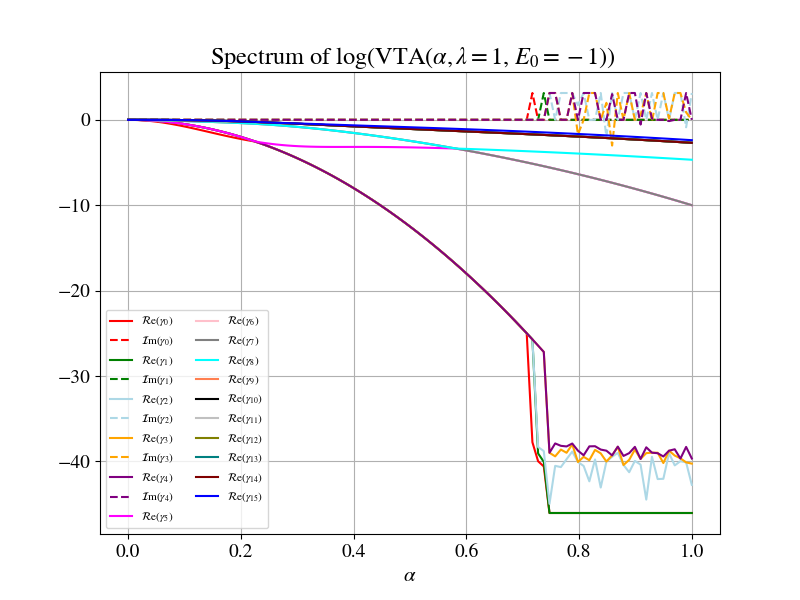 Spectrum of log(VTA(α, λ = 1, E₀ = −1))
0
−10
−20
−30
−40
0.0 0.2 0.4 0.6 0.8 1.0
α
ℛe(γ₀)
ℐm(γ₀)
ℛe(γ₁)
ℐm(γ₁)
ℛe(γ₂)
ℐm(γ₂)
ℛe(γ₃)
ℐm(γ₃)
ℛe(γ₄)
ℐm(γ₄)
ℛe(γ₅)
ℛe(γ₆)
ℛe(γ₇)
ℛe(γ₈)
ℛe(γ₉)
ℛe(γ₁₀)
ℛe(γ₁₁)
ℛe(γ₁₂)
ℛe(γ₁₃)
ℛe(γ₁₄)
ℛe(γ₁₅)